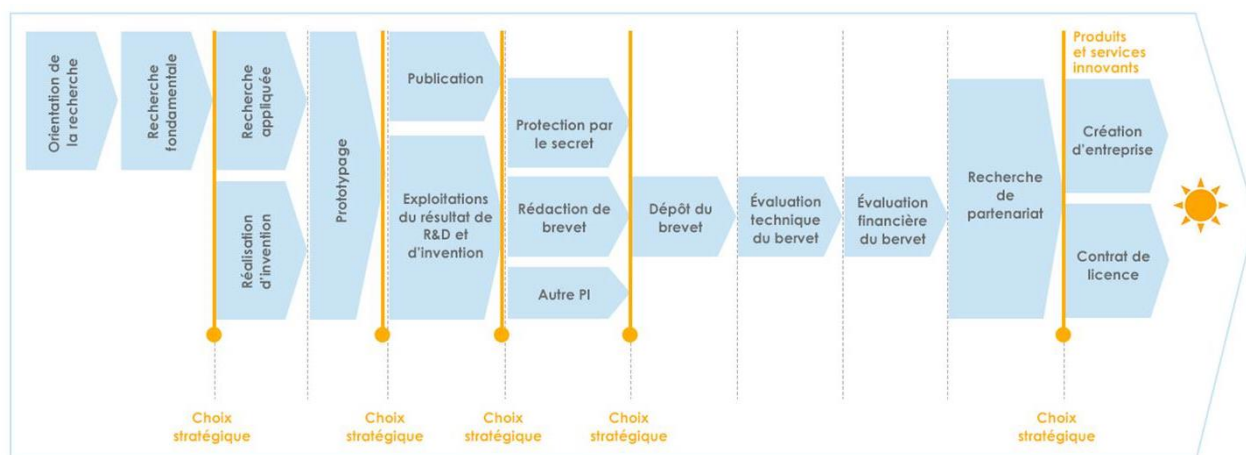 Orientation de
la recherche
Recherche
fondamentale
Recherche
appliquée
Réalisation
d'invention
Prototypage
Publication
Exploitations
du résultat de
R&D et
d'invention
Protection par
le secret
Rédaction de
brevet
Autre PI
Dépôt du
brevet
Évaluation
technique
du bervet
Évaluation
financière
du bervet
Recherche
de
partenariat
Produits
et services
innovants
Création
d'entreprise
Contrat de
licence
Choix
stratégique
Choix
stratégique
Choix
stratégique
Choix
stratégique
Choix
stratégique